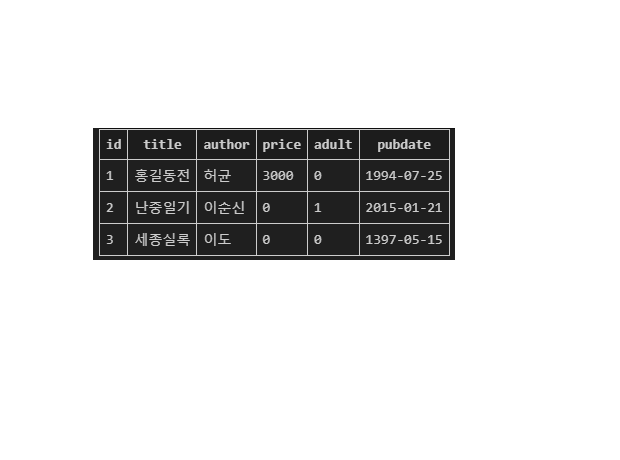 id title author price adult pubdate
1 홍길동전 허균 3000 0 1994-07-25
2 난중일기 이순신 0 1 2015-01-21
3 세종실록 이도 0 0 1397-05-15